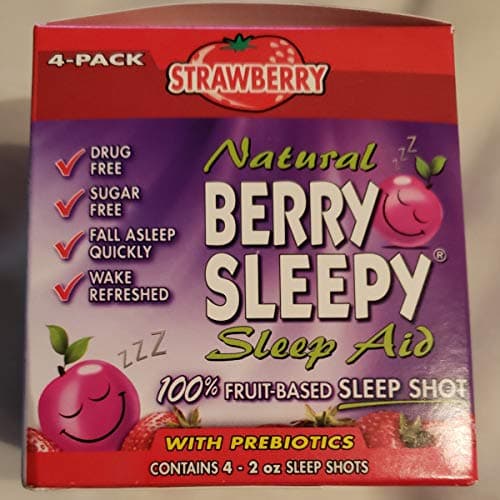 4-PACK
STRAWBERRY
DRUG
FREE
SUGAR
FREE
FALL ASLEEP
QUICKLY
WAKE
REFRESHED
Natural
BERRY
SLEEPY®
Sleep Aid
zzZ
zzZ
100% FRUIT-BASED SLEEP SHOT
WITH PREBIOTICS
CONTAINS 4 - 2 oz SLEEP SHOTS